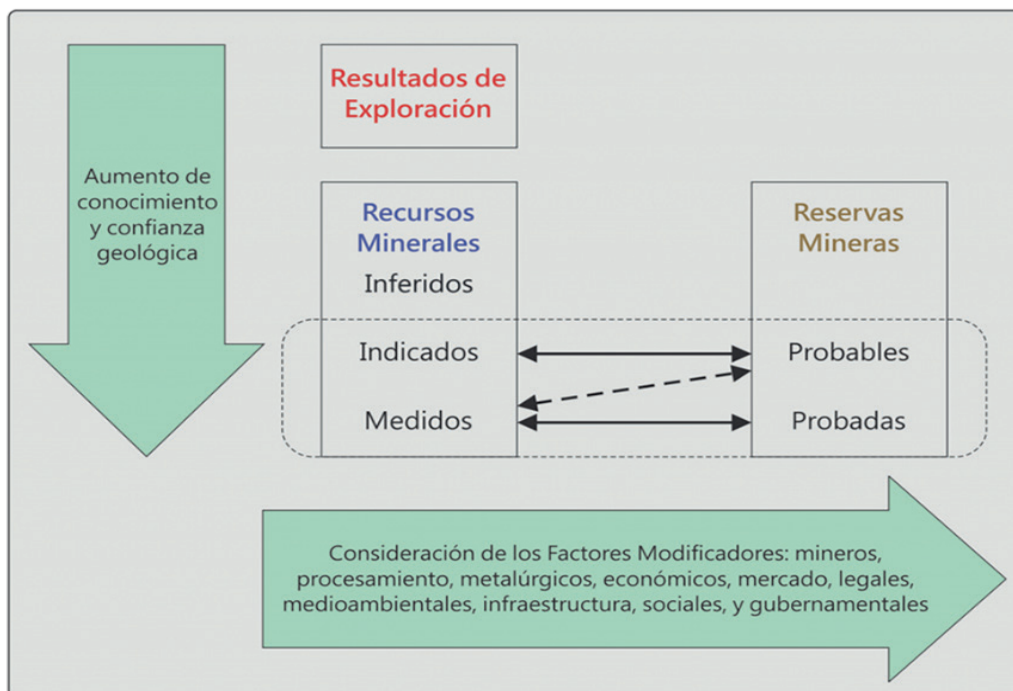 Resultados de
Exploración
Aumento de
conocimiento
y confianza
geológica
Recursos
Minerales
Inferidos
Indicados
Medidos
Reservas
Mineras
Probables
Probadas
Consideración de los Factores Modificadores: mineros,
procesamiento, metalúrgicos, económicos, mercado, legales,
medioambientales, infraestructura, sociales, y gubernamentales